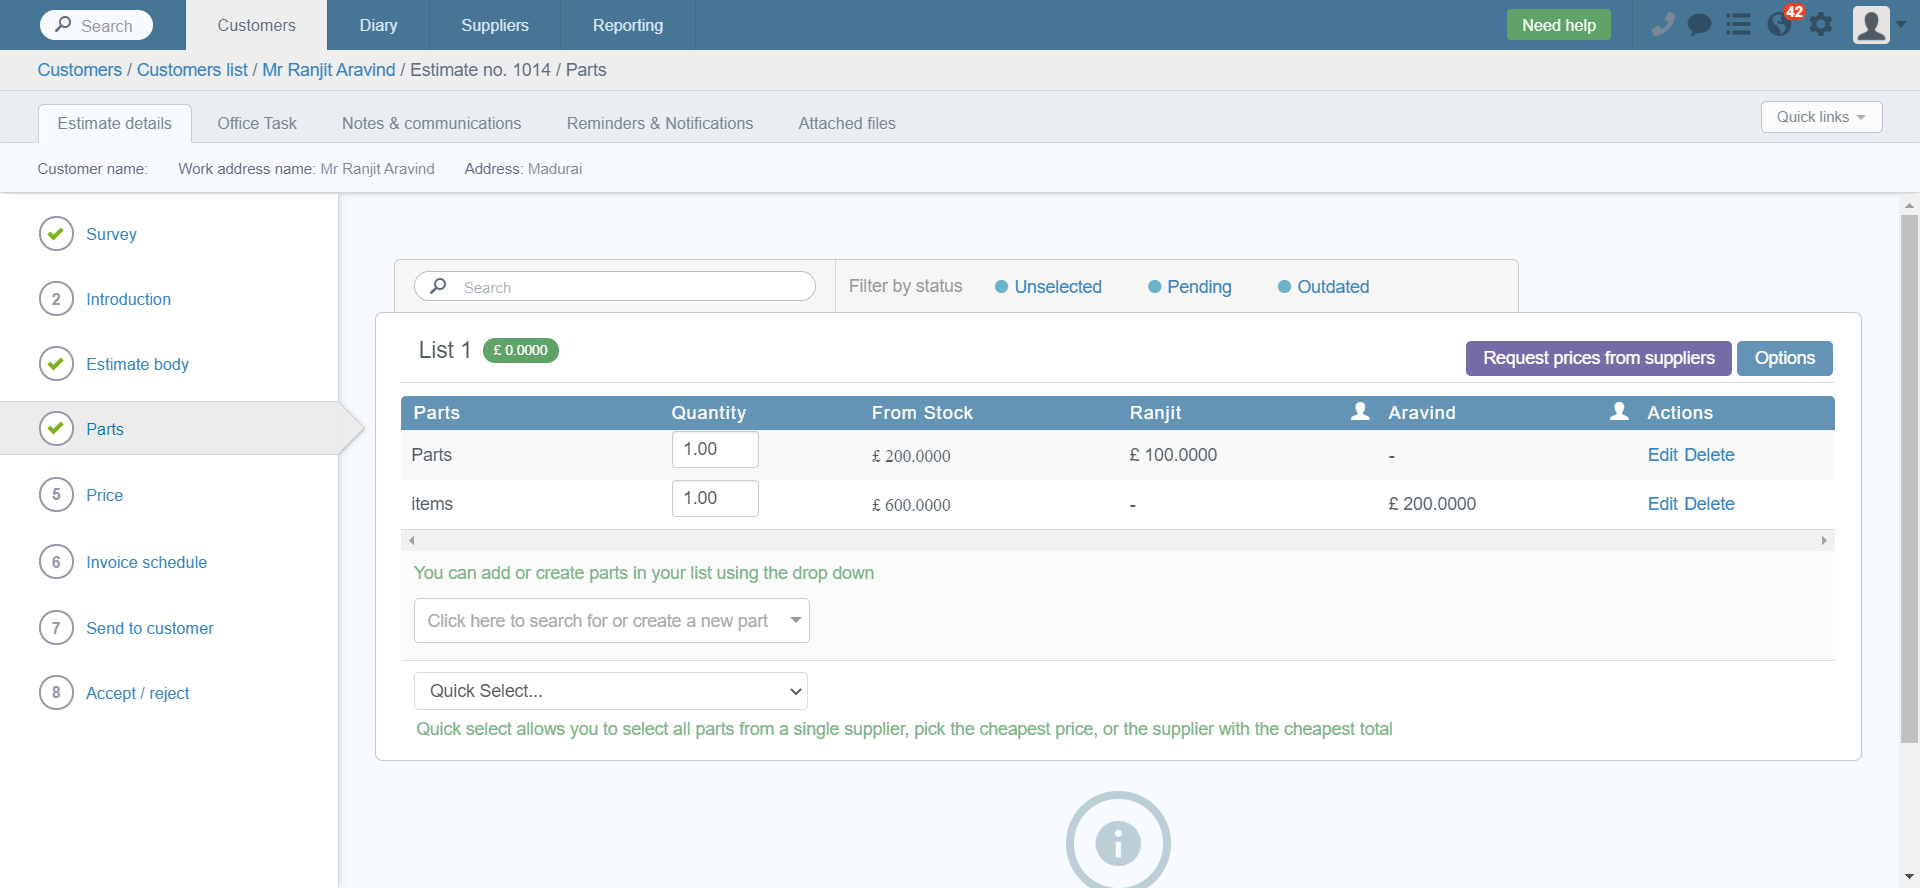 Search Customers Diary Suppliers Reporting Need help 42
Customers / Customers list / Mr Ranjit Aravind / Estimate no. 1014 / Parts
Estimate details Office Task Notes & communications Reminders & Notifications Attached files Quick links
Customer name: Work address name: Mr Ranjit Aravind Address: Madurai
Survey
2 Introduction
Estimate body
Parts
5 Price
6 Invoice schedule
7 Send to customer
8 Accept / reject
Search Filter by status Unselected Pending Outdated
List 1 £ 0.0000 Request prices from suppliers Options
Parts Quantity From Stock Ranjit Aravind Actions
Parts 1.00 £ 200.0000 £ 100.0000 - Edit Delete
items 1.00 £ 600.0000 - £ 200.0000 Edit Delete
You can add or create parts in your list using the drop down
Click here to search for or create a new part
Quick Select...
Quick select allows you to select all parts from a single supplier, pick the cheapest price, or the supplier with the cheapest total